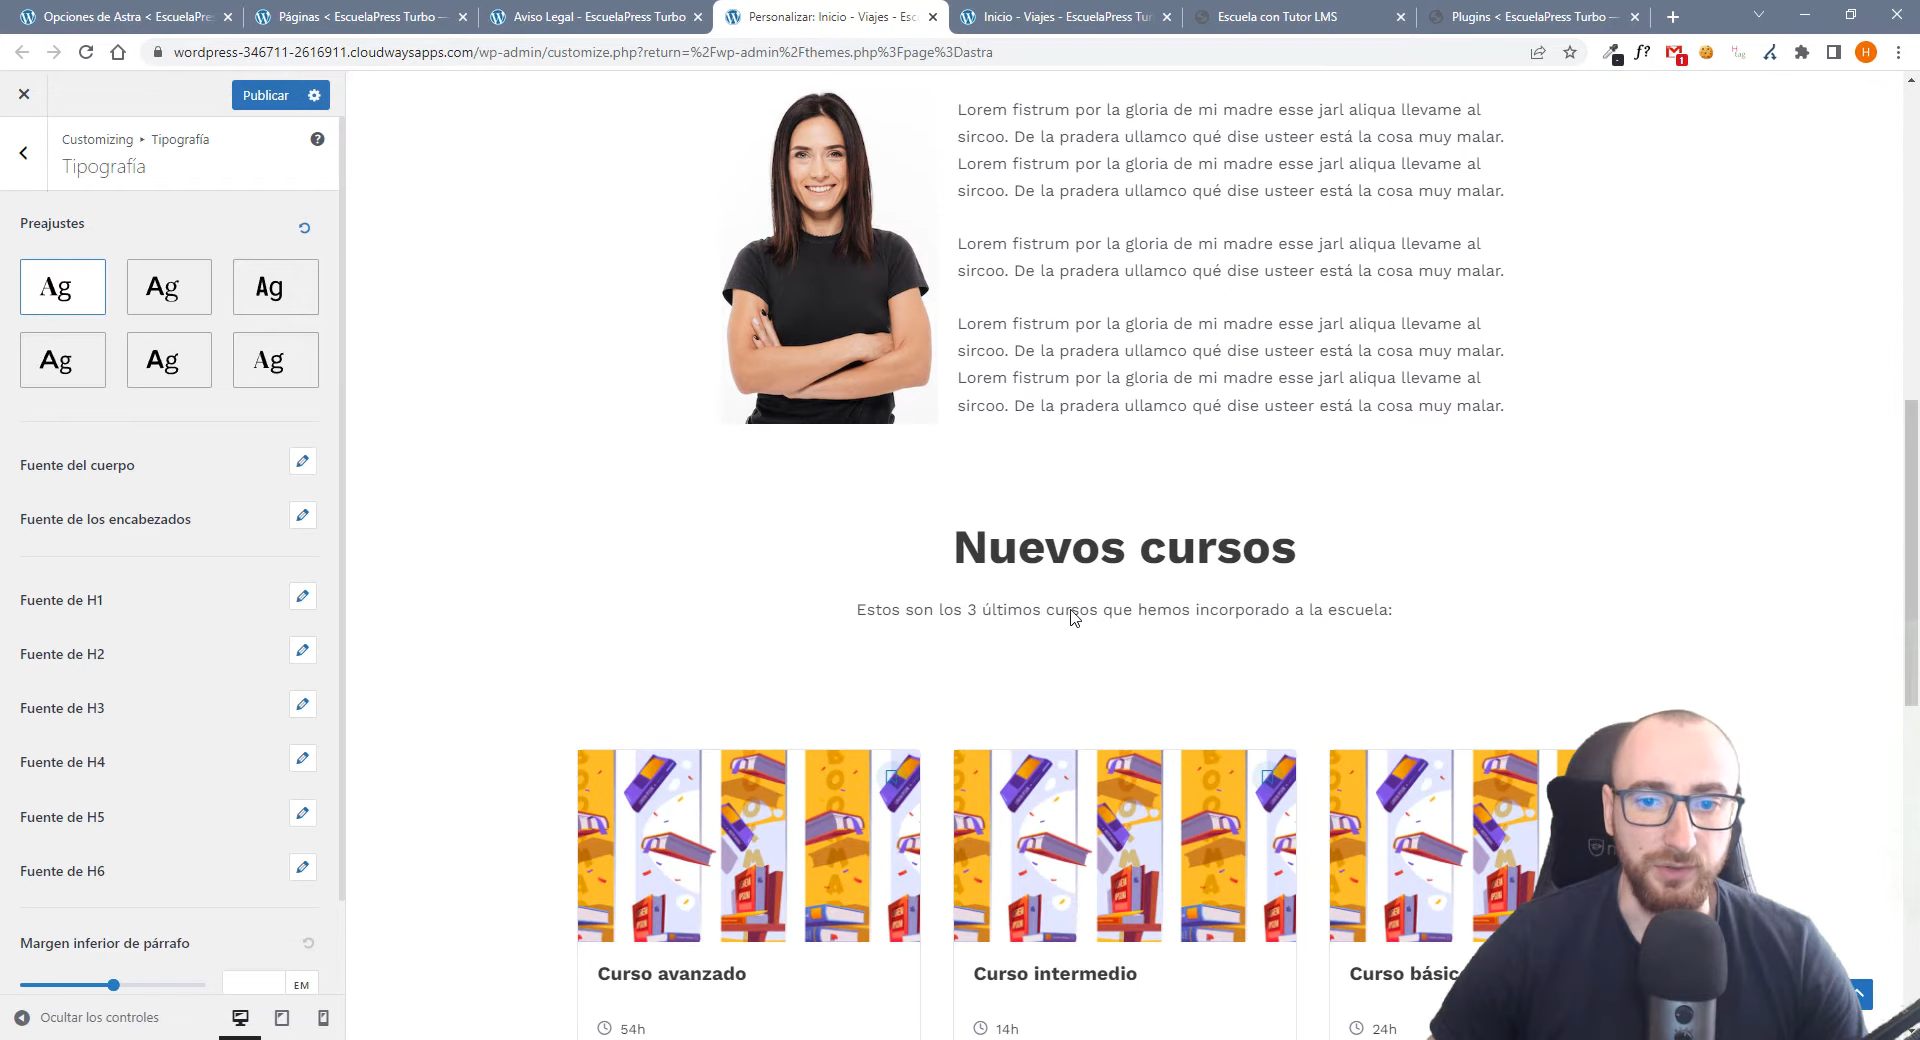 Opciones de Astra < EscuelaPre
Páginas < EscuelaPress Turbo —
Aviso Legal - EscuelaPress Turbo
Personalizar: Inicio - Viajes - Esc
Inicio - Viajes - EscuelaPress Tur
Escuela con Tutor LMS
Plugins < EscuelaPress Turbo —
wordpress-346711-2616911.cloudwaysapps.com/wp-admin/customize.php?return=%2Fwp-admin%2Fthemes.php%3Fpage%3Dastra
f?
1
H
Publicar
Customizing ▸ Tipografía
Tipografía
Preajustes
Ag
Ag
Ag
Ag
Ag
Ag
Fuente del cuerpo
Fuente de los encabezados
Fuente de H1
Fuente de H2
Fuente de H3
Fuente de H4
Fuente de H5
Fuente de H6
Margen inferior de párrafo
EM
Ocultar los controles
Lorem fistrum por la gloria de mi madre esse jarl aliqua llevame al
sircoo. De la pradera ullamco qué dise usteer está la cosa muy malar.
Lorem fistrum por la gloria de mi madre esse jarl aliqua llevame al
sircoo. De la pradera ullamco qué dise usteer está la cosa muy malar.
Lorem fistrum por la gloria de mi madre esse jarl aliqua llevame al
sircoo. De la pradera ullamco qué dise usteer está la cosa muy malar.
Lorem fistrum por la gloria de mi madre esse jarl aliqua llevame al
sircoo. De la pradera ullamco qué dise usteer está la cosa muy malar.
Lorem fistrum por la gloria de mi madre esse jarl aliqua llevame al
sircoo. De la pradera ullamco qué dise usteer está la cosa muy malar.
Nuevos cursos
Estos son los 3 últimos cursos que hemos incorporado a la escuela:
Curso avanzado
54h
Curso intermedio
14h
Curso básic
24h